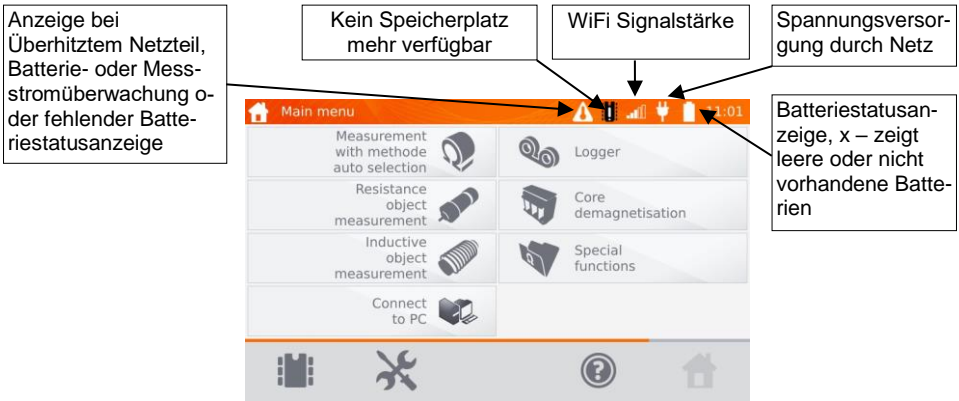 Anzeige bei
Überhitztem Netzteil,
Batterie- oder Mess-
stromüberwachung o-
der fehlender Batte-
riestatusanzeige
Kein Speicherplatz
mehr verfügbar
WiFi Signalstärke
Spannungsversor-
gung durch Netz
Batteriestatusan-
zeige, x – zeigt
leere oder nicht
vorhandene Batte-
rien
Main menu
11:01
Measurement
with methode
auto selection
Logger
Resistance
object
measurement
Core
demagnetisation
Inductive
object
measurement
Special
functions
Connect
to PC